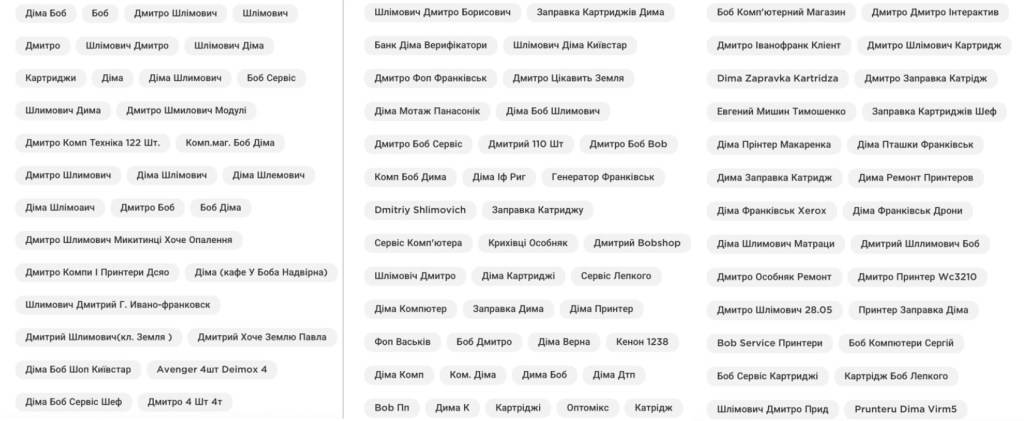 Діма Боб Боб Дмитро Шлімович Шлімович
Дмитро Шлімович Дмитро Шлімович Діма
Картриджи Діма Діма Шлимович Боб Сервіс
Шлимович Дима Дмитро Шмилович Модулі
Дмитро Комп Техніка 122 Шт. Комп.маг. Боб Діма
Дмитро Шлимович Діма Шлімович Діма Шлемович
Діма Шлімоаич Дмитро Боб Боб Діма
Дмитро Шлимович Микитинці Хоче Опалення
Дмитро Компи І Принтери Дсяо Діма (кафе У Боба Надвірна)
Шлимович Дмитрий Г. Ивано-франковск
Дмитрий Шлимович(кл. Земля ) Дмитрий Хоче Землю Павла
Діма Боб Шоп Київстар Avenger 4шт Deimox 4
Діма Боб Сервіс Шеф Дмитро 4 Шт 4т
Шлімович Дмитро Борисович Заправка Картриджів Дима
Банк Діма Верифікатори Шлімович Діма Київстар
Дмитро Фоп Франківськ Дмитро Цікавить Земля
Діма Мотаж Панасонік Діма Боб Шлимович
Дмитро Боб Сервіс Дмитрий 110 Шт Дмитро Боб Bob
Комп Боб Дима Діма Іф Риг Генератор Франківськ
Dmitriy Shlimovich Заправка Катриджу
Сервіс Комп'ютера Крихівці Особняк Дмитрий Bobshop
Шлімовіч Дмитро Діма Картриджі Сервіс Лепкого
Діма Компютер Заправка Дима Діма Принтер
Фоп Васьків Боб Дмитро Діма Верна Кенон 1238
Діма Комп Ком. Діма Дима Боб Діма Дтп
Bob Пп Дима К Картріджі Оптомікс Катрідж
Боб Комп'ютерний Магазин Дмитро Дмитро Інтерактив
Дмитро Іванофранк Клієнт Дмитро Шлімович Картридж
Dima Zapravka Kartridza Дмитро Заправка Катрідж
Евгений Мишин Тимошенко Заправка Картриджів Шеф
Діма Прінтер Макаренка Діма Пташки Франківськ
Дима Заправка Катридж Дима Ремонт Принтеров
Діма Франківськ Xerox Діма Франківськ Дрони
Діма Шлимович Матраци Дмитрий Шллимович Боб
Дмитро Особняк Ремонт Дмитро Принтер Wc3210
Дмитро Шлімович 28.05 Принтер Заправка Діма
Bob Service Принтери Боб Компютери Сергій
Боб Сервіс Картриджі Картрідж Боб Лепкого
Шлімович Дмитро Прид Prunteru Dima Virm5